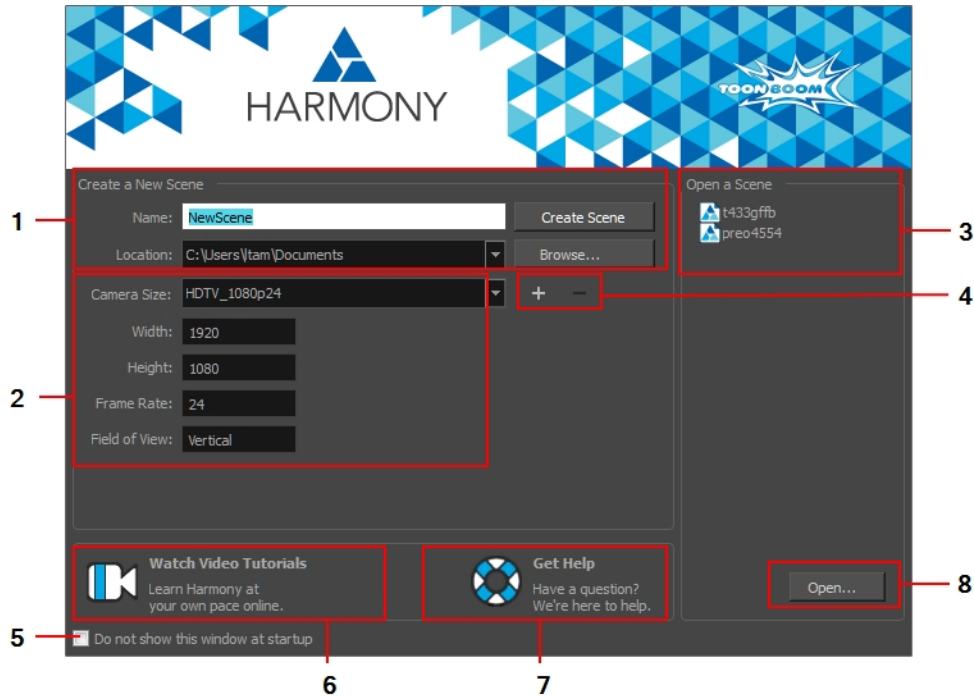 HARMONY
TOON BOOM
Create a New Scene
Name: NewScene Create Scene
Location: C:\Users\ltam\Documents Browse...
Camera Size: HDTV_1080p24 + −
Width: 1920
Height: 1080
Frame Rate: 24
Field of View: Vertical
Open a Scene
t433gffb
preo4554
Open...
Watch Video Tutorials
Learn Harmony at
your own pace online.
Get Help
Have a question?
We're here to help.
Do not show this window at startup
1
2
3
4
5
6
7
8